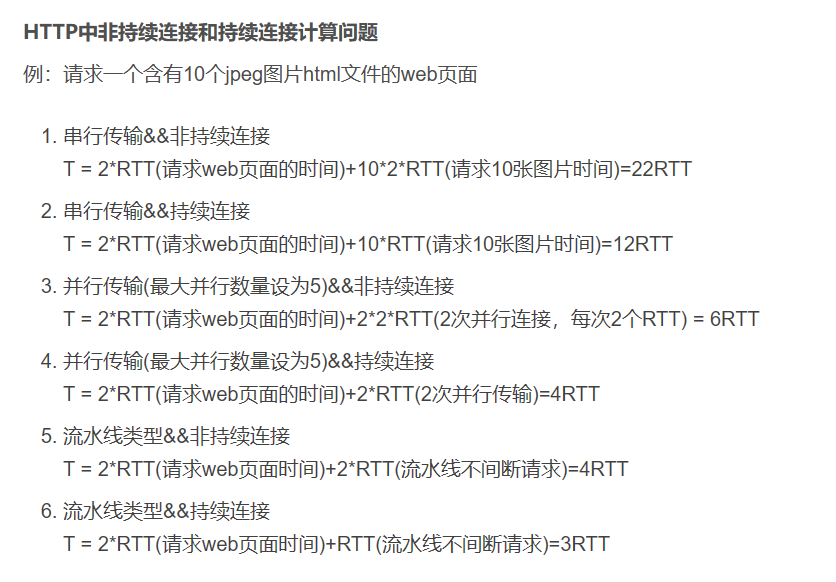 HTTP中非持续连接和持续连接计算问题
例：请求一个含有10个jpeg图片html文件的web页面
1. 串行传输&&非持续连接
T = 2*RTT(请求web页面的时间)+10*2*RTT(请求10张图片时间)=22RTT
2. 串行传输&&持续连接
T = 2*RTT(请求web页面的时间)+10*RTT(请求10张图片时间)=12RTT
3. 并行传输(最大并行数量设为5)&&非持续连接
T = 2*RTT(请求web页面的时间)+2*2*RTT(2次并行连接，每次2个RTT) = 6RTT
4. 并行传输(最大并行数量设为5)&&持续连接
T = 2*RTT(请求web页面的时间)+2*RTT(2次并行传输)=4RTT
5. 流水线类型&&非持续连接
T = 2*RTT(请求web页面时间)+2*RTT(流水线不间断请求)=4RTT
6. 流水线类型&&持续连接
T = 2*RTT(请求web页面时间)+RTT(流水线不间断请求)=3RTT